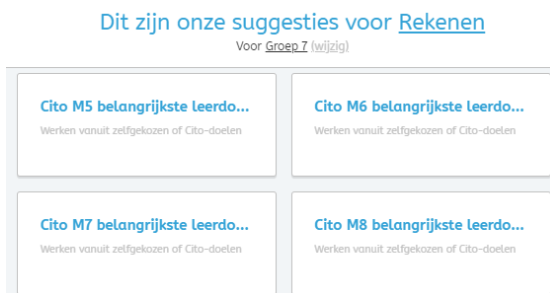 Dit zijn onze suggesties voor Rekenen
Voor Groep 7 (wijzig)
Cito M5 belangrijkste leerdo...
Werken vanuit zelfgekozen of Cito-doelen
Cito M6 belangrijkste leerdo...
Werken vanuit zelfgekozen of Cito-doelen
Cito M7 belangrijkste leerdo...
Werken vanuit zelfgekozen of Cito-doelen
Cito M8 belangrijkste leerdo...
Werken vanuit zelfgekozen of Cito-doelen